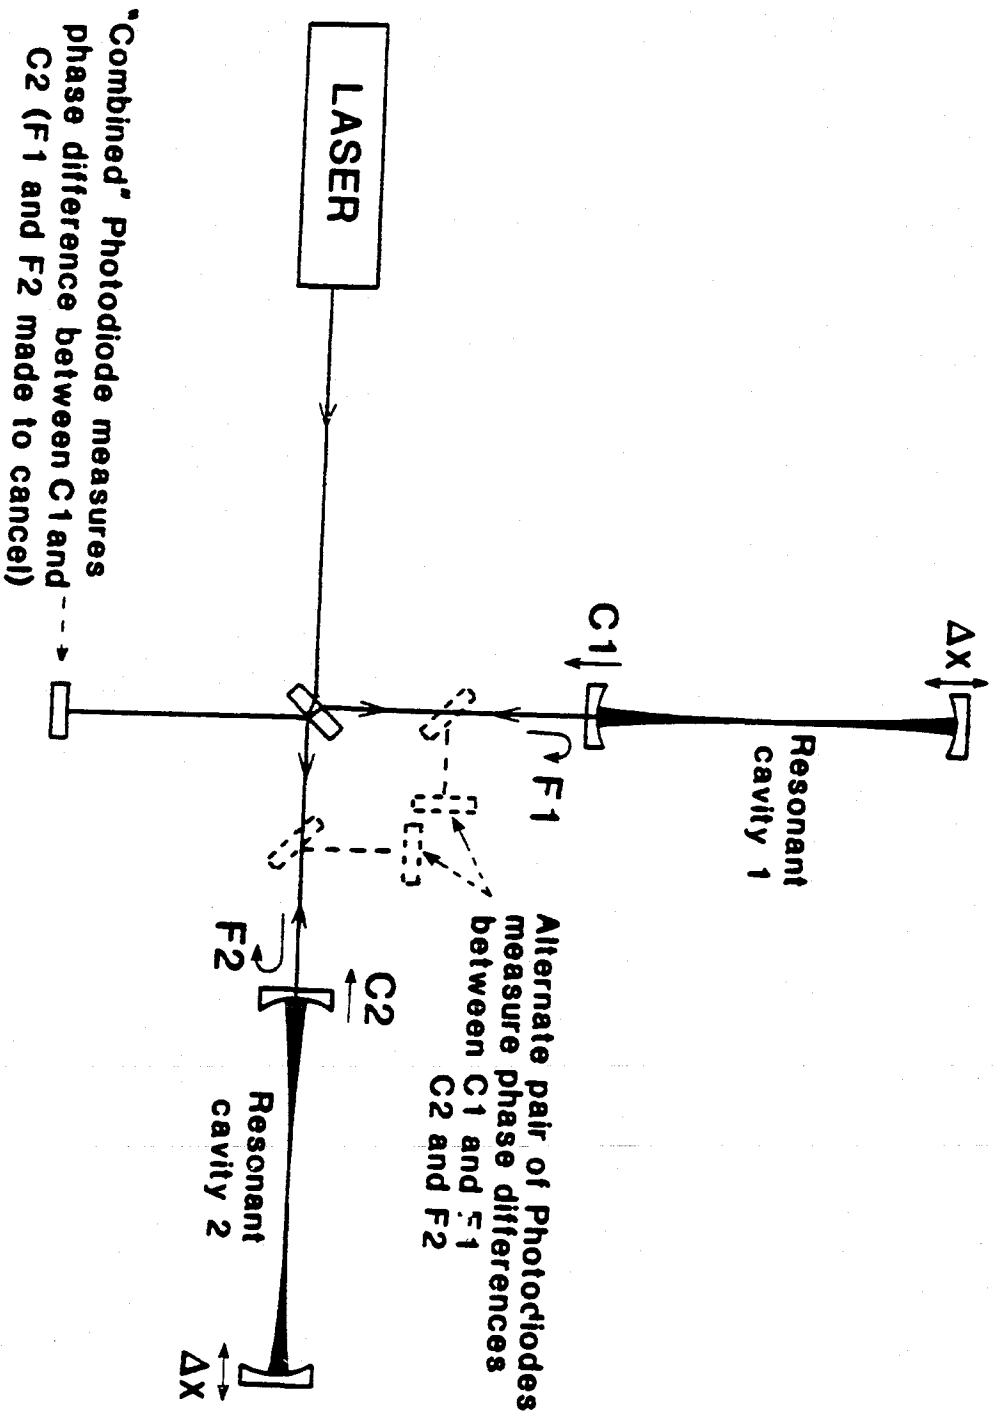 "Combined" Photodiode measures
phase difference between C1 and
C2 (F1 and F2 made to cancel)
LASER
Δx
C1
Resonant
cavity 1
F1
Alternate pair of Photodiodes
measure phase differences
between C1 and F1
C2 and F2
C2
F2
Resonant
cavity 2
Δx